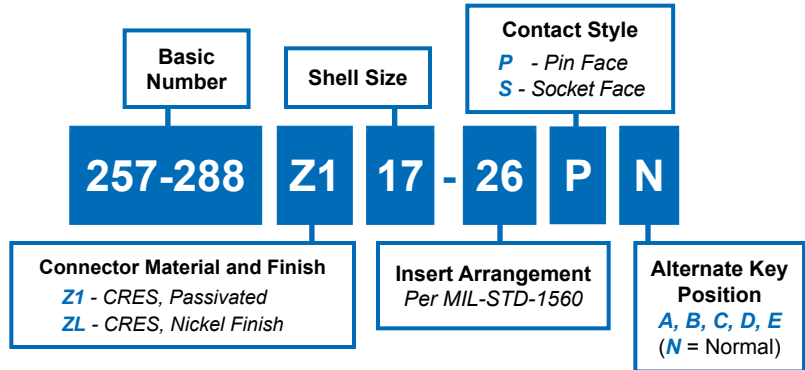 Basic
Number
Shell Size
Contact Style
P - Pin Face
S - Socket Face
257-288 Z1 17 - 26 P N
Connector Material and Finish
Z1 - CRES, Passivated
ZL - CRES, Nickel Finish
Insert Arrangement
Per MIL-STD-1560
Alternate Key
Position
A, B, C, D, E
(N = Normal)